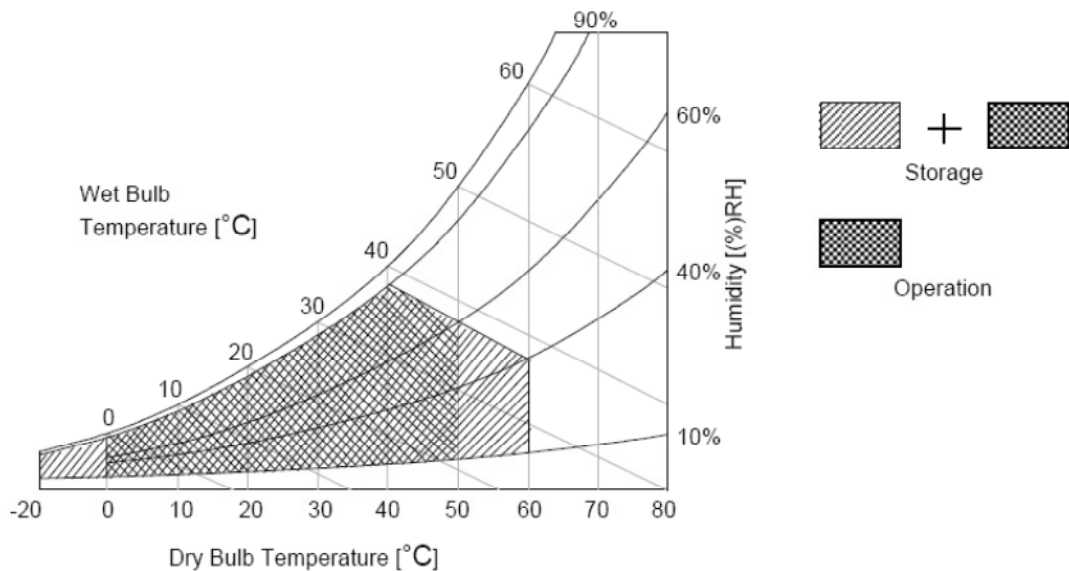 90%
60
60%
50
Wet Bulb
Temperature [°C]
40
40%
30
20
10
0
10%
-20 0 10 20 30 40 50 60 70 80
Dry Bulb Temperature [°C]
Humidity [(%)RH]
+
Storage
Operation